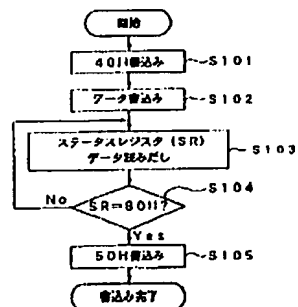 開始
40H書込み
S101
データ書込み
S102
ステータスレジスタ (SR)
データ読みだし
S103
No
SR=80H?
S104
Yes
50H書込み
S105
書込み完了